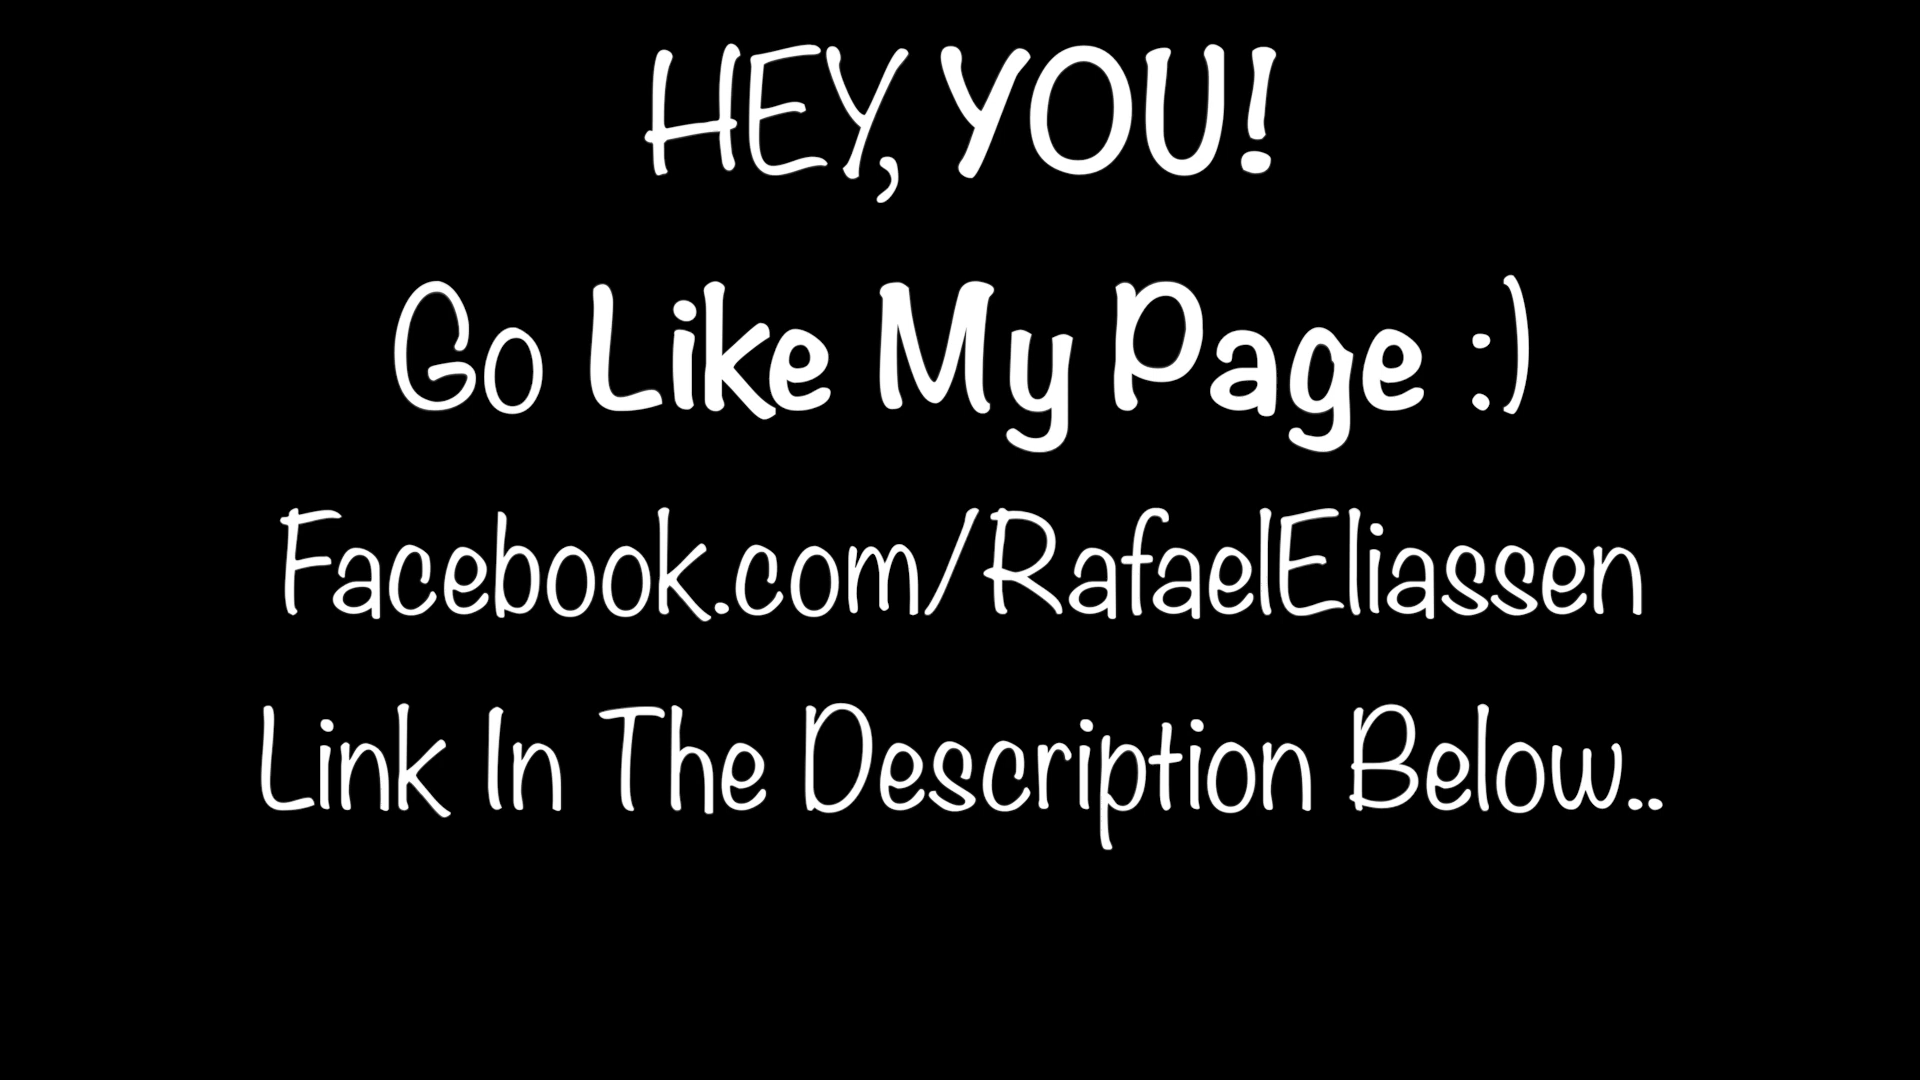 HEY, YOU!
Go Like My Page :)
Facebook.com/RafaelEliassen
Link In The Description Below..